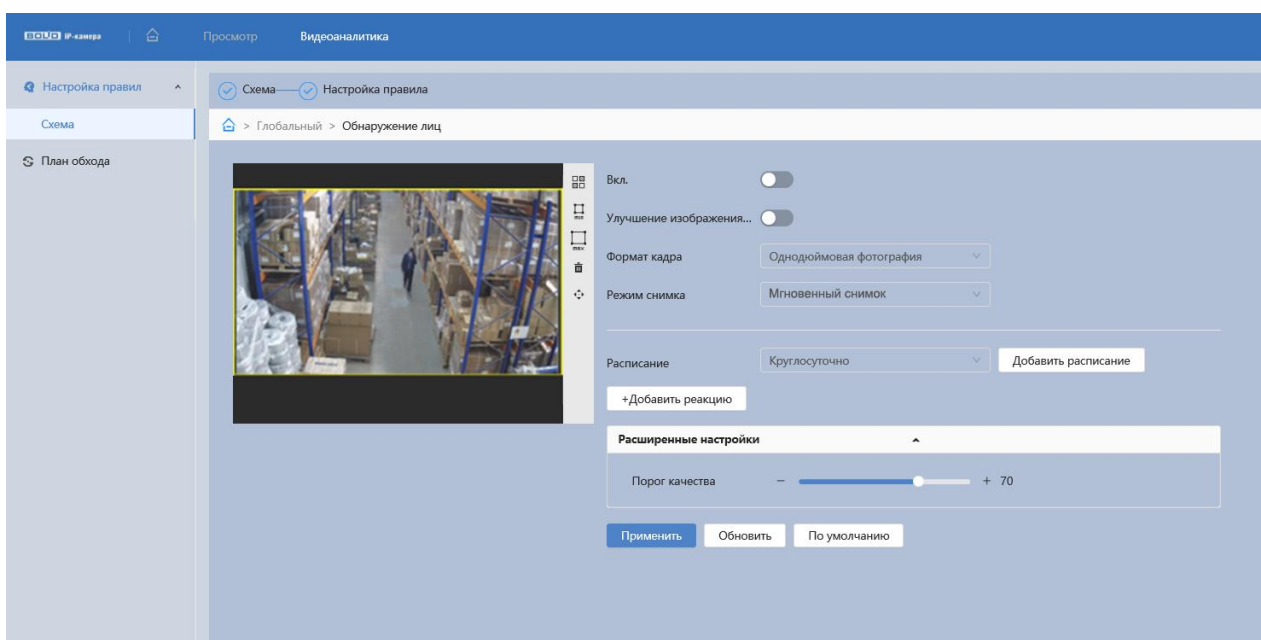 BOLID IP-камера
Просмотр
Видеоаналитика
Настройка правил
Схема
План обхода
Схема
Настройка правила
> Глобальный > Обнаружение лиц
min
max
Вкл.
Улучшение изображения...
Формат кадра
Однодюймовая фотография
Режим снимка
Мгновенный снимок
Расписание
Круглосуточно
Добавить расписание
+Добавить реакцию
Расширенные настройки
Порог качества
− + 70
Применить
Обновить
По умолчанию